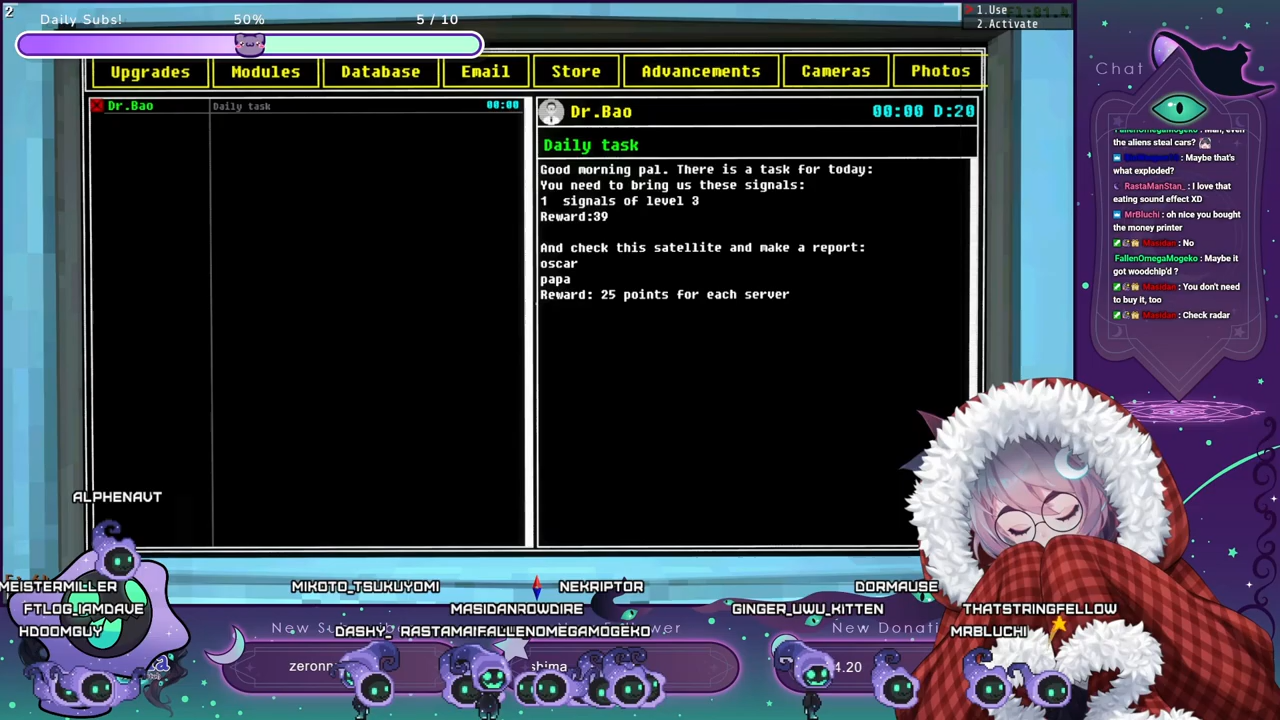 2
Daily Subs!
50%
5 / 10
1.Use
2.Activate
Upgrades
Modules
Database
Email
Store
Advancements
Cameras
Photos
Dr.Bao
Daily task
00:00
Dr.Bao
00:00 D:20
Daily task
Good morning pal. There is a task for today:
You need to bring us these signals:
1 signals of level 3
Reward:39
And check this satellite and make a report:
oscar
papa
Reward: 25 points for each server
Chat
FallenOmegaMogeko: Man, even
the aliens steal cars?
: Maybe that's
what exploded?
RastaManStan_ : I love that
eating sound effect XD
MrBluchi : oh nice you bought
the money printer
Masidan : No
FallenOmegaMogeko : Maybe it
got woodchip'd ?
Masidan : You don't need
to buy it, too
Masidan : Check radar
ALPHENAUT
MEISTERMILLER
MIKOTO_TSUKUYOMI
NEKRIPTOR
DORMAUSE
FTLOG_IAMDAVE
MASIDANROWDIRE
GINGER_UWU_KITTEN
THATSTRINGFELLOW
HDOOMGUY
DASHY_
FALLENOMEGAMOGEKO
MRBLUCHI
New
New Donati
zeronn
shima
4.20